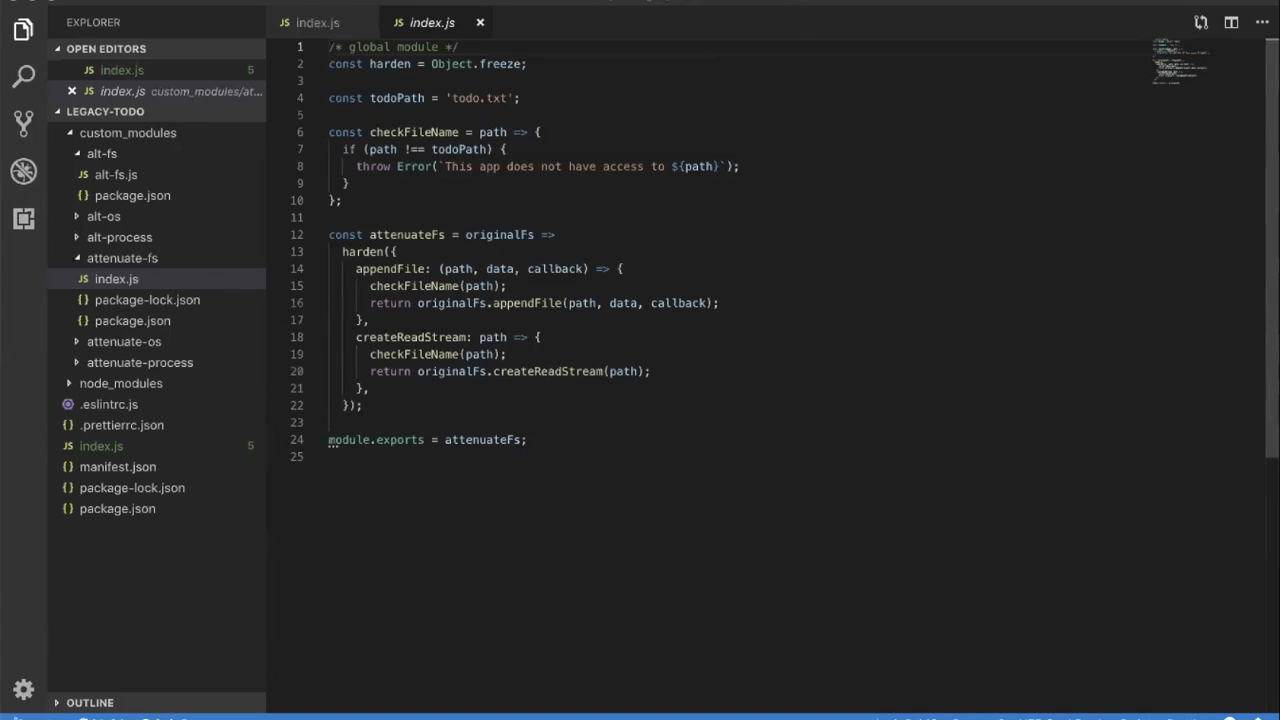 EXPLORER
OPEN EDITORS
index.js 5
index.js custom_modules/at...
LEGACY-TODO
custom_modules
alt-fs
JS alt-fs.js
{} package.json
alt-os
alt-process
attenuate-fs
JS index.js
{} package-lock.json
{} package.json
attenuate-os
attenuate-process
node_modules
.eslintrc.js
{} .prettierrc.json
JS index.js 5
{} manifest.json
{} package-lock.json
{} package.json
OUTLINE
JS index.js
JS index.js
1 /* global module */
2 const harden = Object.freeze;
3
4 const todoPath = 'todo.txt';
5
6 const checkFileName = path => {
7 if (path !== todoPath) {
8 throw Error(`This app does not have access to ${path}`);
9 }
10 };
11
12 const attenuateFs = originalFs =>
13 harden({
14 appendFile: (path, data, callback) => {
15 checkFileName(path);
16 return originalFs.appendFile(path, data, callback);
17 },
18 createReadStream: path => {
19 checkFileName(path);
20 return originalFs.createReadStream(path);
21 },
22 });
23
24 module.exports = attenuateFs;
25